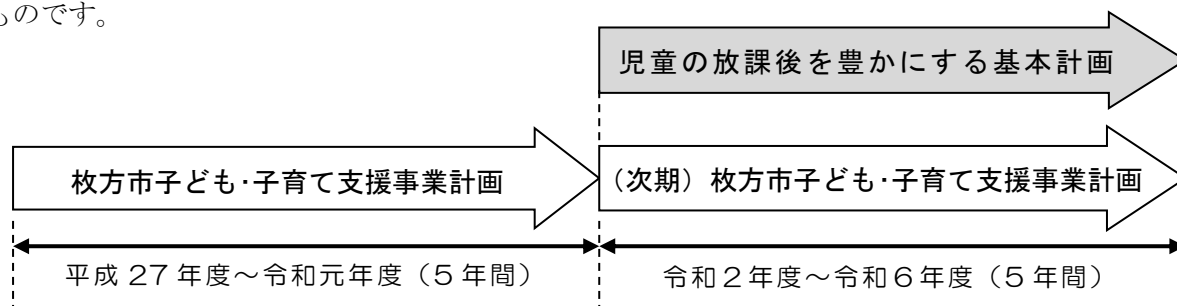 ものです。
児童の放課後を豊かにする基本計画
枚方市子ども・子育て支援事業計画
(次期) 枚方市子ども・子育て支援事業計画
平成 27 年度～令和元年度（5 年間）
令和２年度～令和６年度（5 年間）